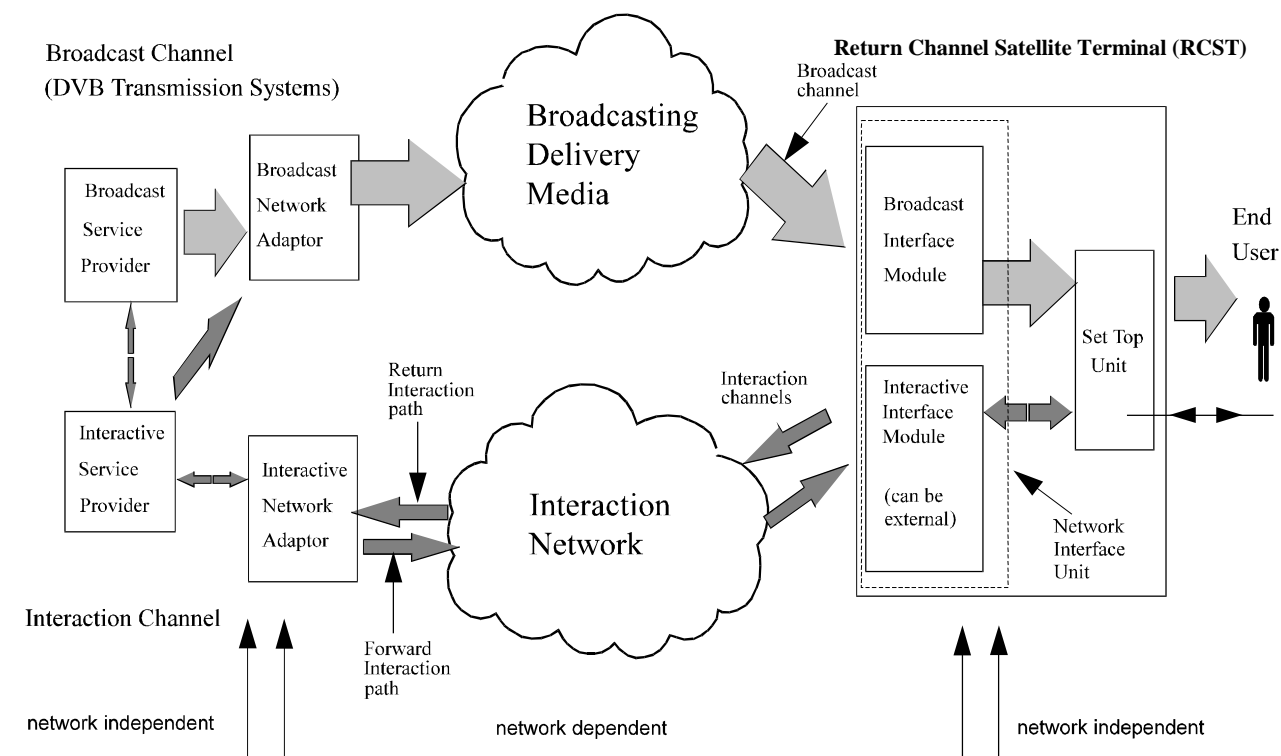 Broadcast Channel
(DVB Transmission Systems)
Return Channel Satellite Terminal (RCST)
Broadcast
channel
Broadcasting
Delivery
Media
Broadcast
Service
Provider
Broadcast
Network
Adaptor
Broadcast
Interface
Module
End
User
Set Top
Unit
Return
Interaction
path
Interaction
channels
Interactive
Interface
Module
(can be
external)
Interactive
Service
Provider
Interactive
Network
Adaptor
Interaction
Network
Network
Interface
Unit
Interaction Channel
Forward
Interaction
path
network independent
network dependent
network independent